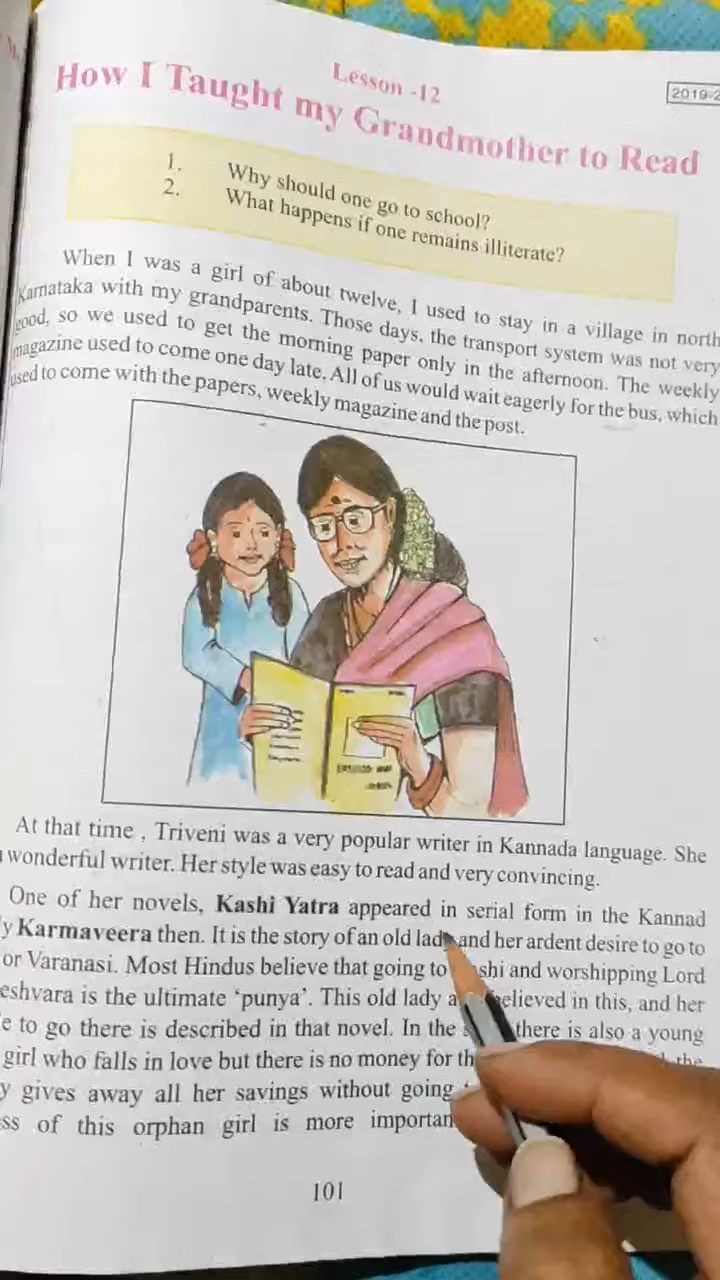 Lesson -12
2019-2
How I Taught my Grandmother to Read
1. Why should one go to school?
2. What happens if one remains illiterate?
When I was a girl of about twelve, I used to stay in a village in north
Karnataka with my grandparents. Those days, the transport system was not very
good, so we used to get the morning paper only in the afternoon. The weekly
magazine used to come one day late. All of us would wait eagerly for the bus, which
used to come with the papers, weekly magazine and the post.
At that time , Triveni was a very popular writer in Kannada language. She
wonderful writer. Her style was easy to read and very convincing.
One of her novels, Kashi Yatra appeared in serial form in the Kannad
y Karmaveera then. It is the story of an old lady and her ardent desire to go to
or Varanasi. Most Hindus believe that going to Kashi and worshipping Lord
eshvara is the ultimate ‘punya’. This old lady believed in this, and her
e to go there is described in that novel. In the there is also a young
girl who falls in love but there is no money for th the
y gives away all her savings without going
ss of this orphan girl is more importan
101